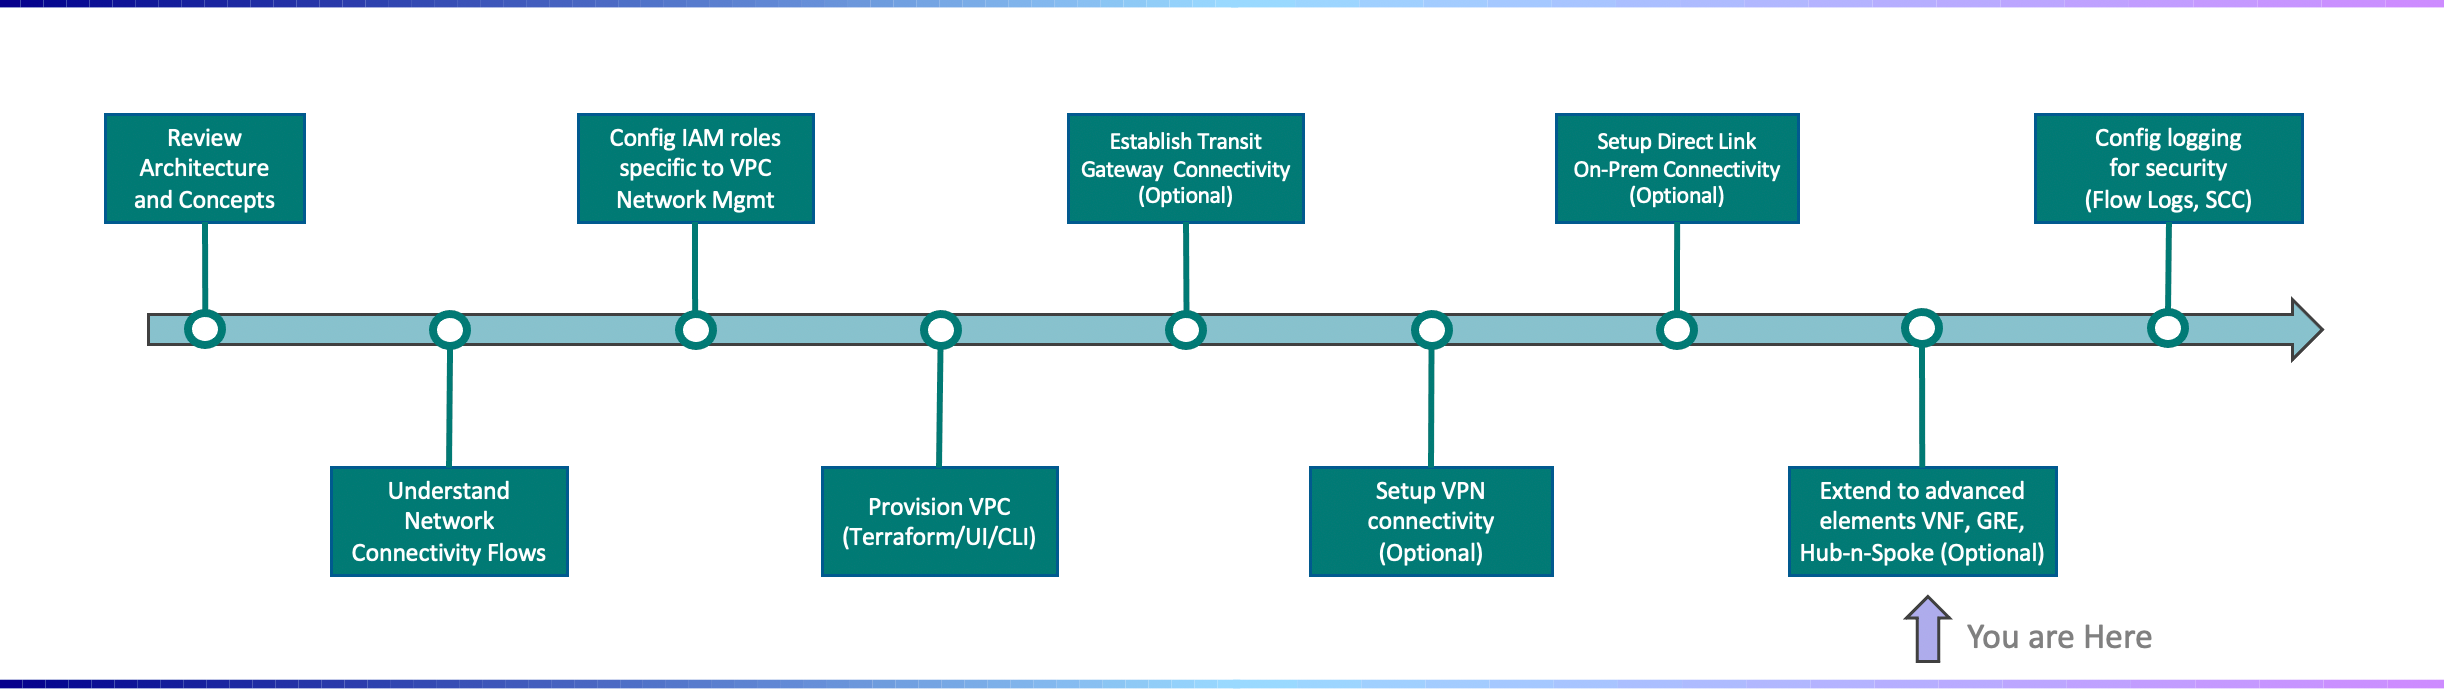 Review
Architecture
and Concepts
Understand
Network
Connectivity Flows
Config IAM roles
specific to VPC
Network Mgmt
Provision VPC
(Terraform/UI/CLI)
Establish Transit
Gateway  Connectivity
(Optional)
Setup VPN
connectivity
(Optional)
Setup Direct Link
On-Prem Connectivity
(Optional)
Extend to advanced
elements VNF, GRE,
Hub-n-Spoke (Optional)
Config logging
for security
(Flow Logs, SCC)
You are Here